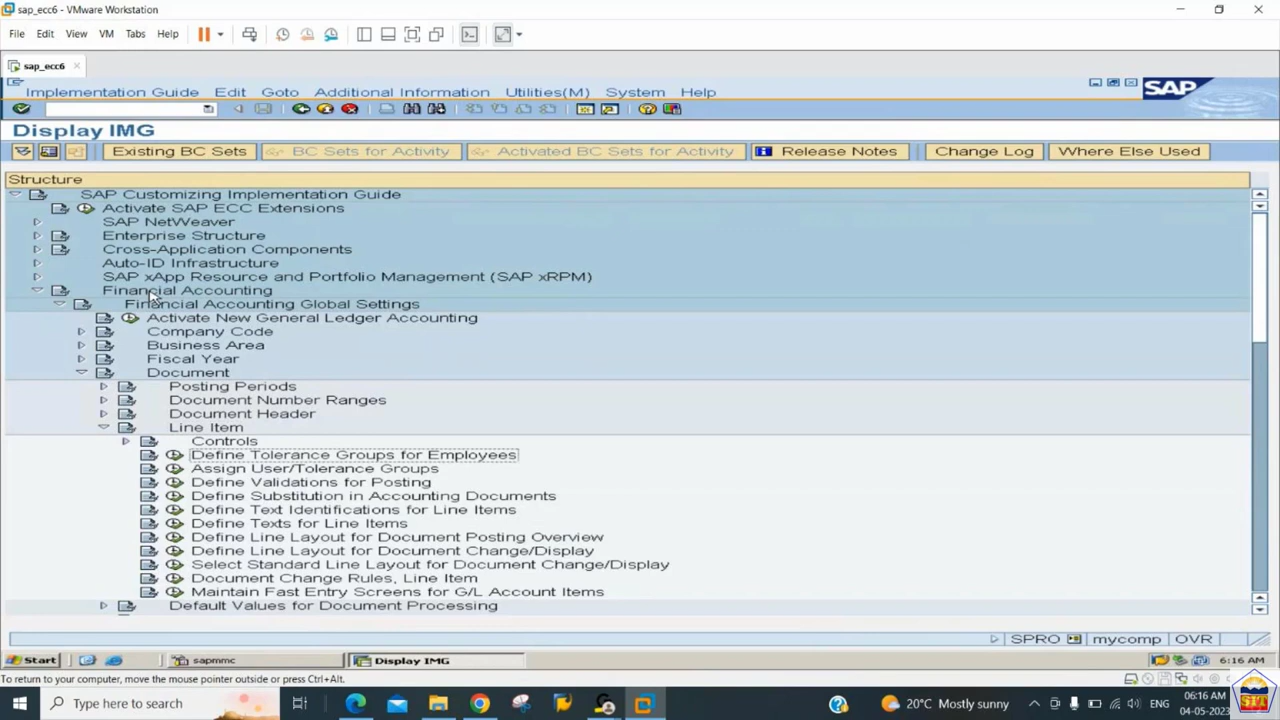 sap_ecc6 - VMware Workstation
File Edit View VM Tabs Help
sap_ecc6
Implementation Guide Edit Goto Additional Information Utilities(M) System Help
SAP
Display IMG
Existing BC Sets BC Sets for Activity Activated BC Sets for Activity Release Notes Change Log Where Else Used
Structure
SAP Customizing Implementation Guide
Activate SAP ECC Extensions
SAP NetWeaver
Enterprise Structure
Cross-Application Components
Auto-ID Infrastructure
SAP xApp Resource and Portfolio Management (SAP xRPM)
Financial Accounting
Financial Accounting Global Settings
Activate New General Ledger Accounting
Company Code
Business Area
Fiscal Year
Document
Posting Periods
Document Number Ranges
Document Header
Line Item
Controls
Define Tolerance Groups for Employees
Assign User/Tolerance Groups
Define Validations for Posting
Define Substitution in Accounting Documents
Define Text Identifications for Line Items
Define Texts for Line Items
Define Line Layout for Document Posting Overview
Define Line Layout for Document Change/Display
Select Standard Line Layout for Document Change/Display
Document Change Rules, Line Item
Maintain Fast Entry Screens for G/L Account Items
Default Values for Document Processing
SPRO mycomp OVR
Start sapmmc Display IMG 6:16 AM
To return to your computer, move the mouse pointer outside or press Ctrl+Alt.
Type here to search 20°C Mostly sunny ENG 06:16 AM
04-05-2023